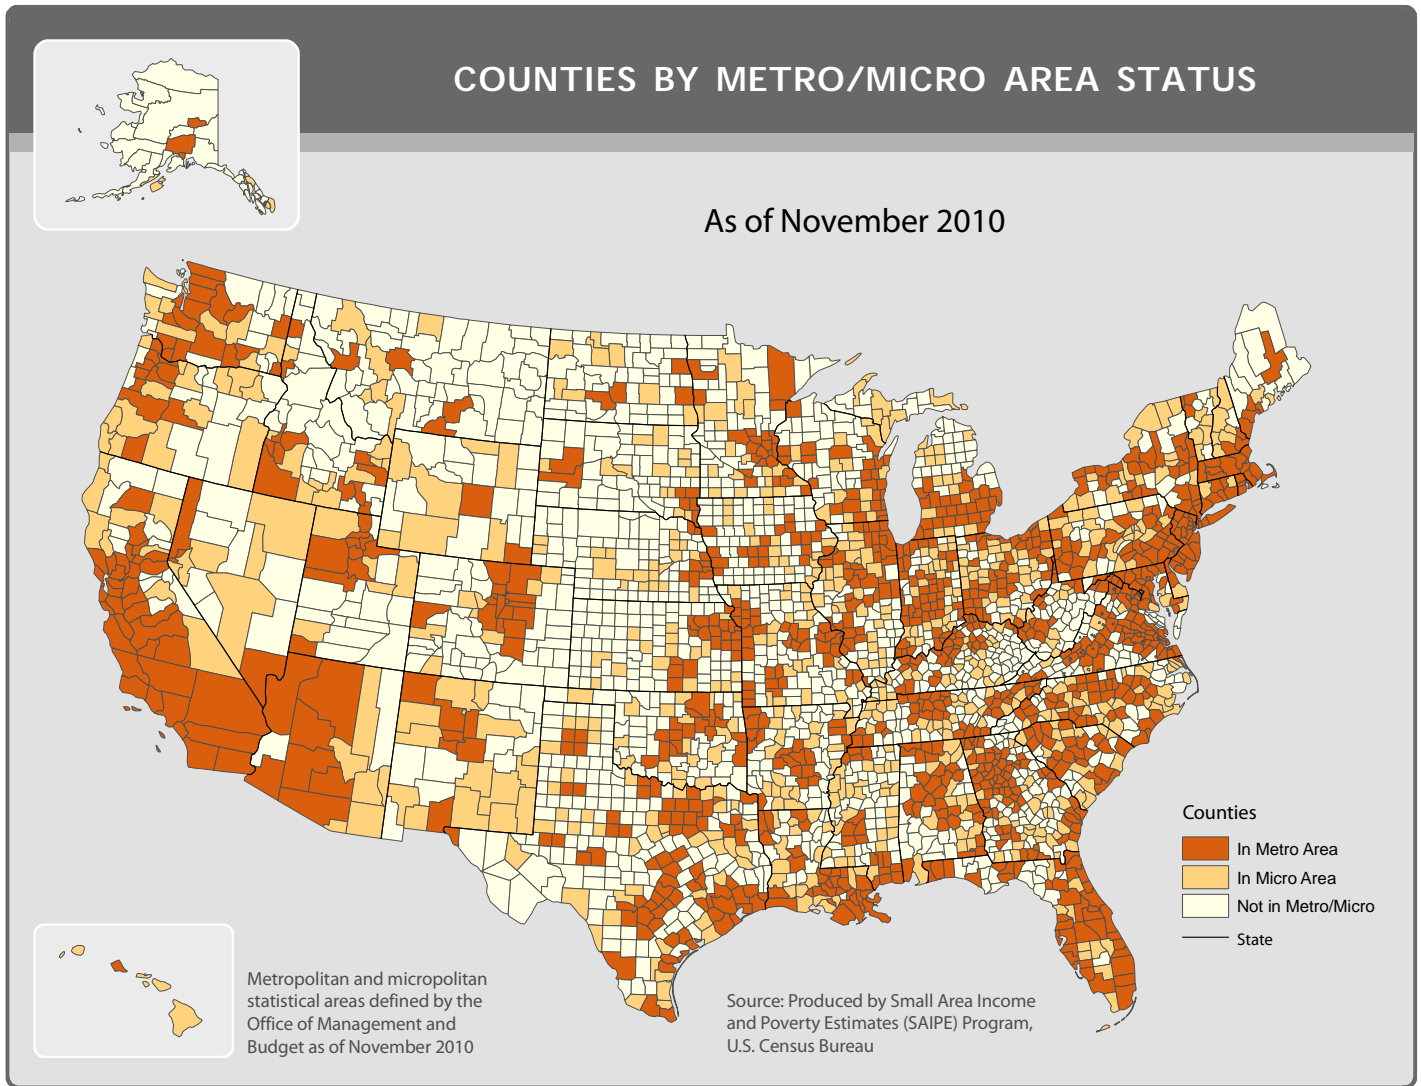 COUNTIES BY METRO/MICRO AREA STATUS
As of November 2010
Counties
In Metro Area
In Micro Area
Not in Metro/Micro
State
Metropolitan and micropolitan
statistical areas defined by the
Office of Management and
Budget as of November 2010
Source: Produced by Small Area Income
and Poverty Estimates (SAIPE) Program,
U.S. Census Bureau